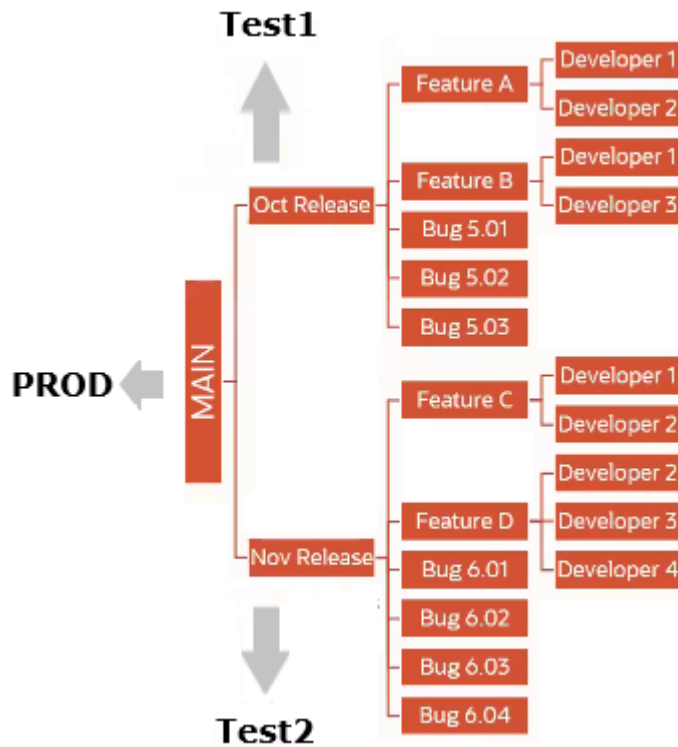 Test1
Developer 1
Feature A
Developer 2
Developer 1
Feature B
Developer 3
Oct Release
Bug 5.01
Bug 5.02
Bug 5.03
MAIN
PROD
Developer 1
Feature C
Developer 2
Developer 2
Feature D
Developer 3
Nov Release
Bug 6.01
Developer 4
Bug 6.02
Bug 6.03
Bug 6.04
Test2